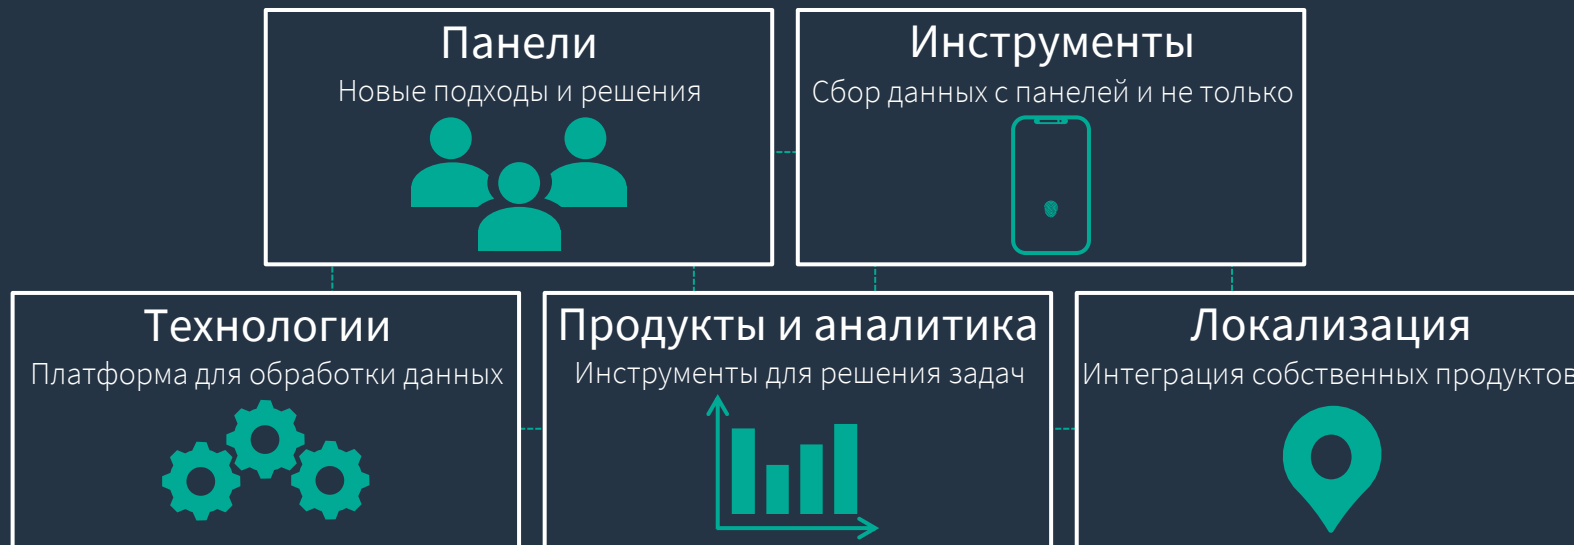 Панели
Новые подходы и решения
Инструменты
Сбор данных с панелей и не только
Технологии
Платформа для обработки данных
Продукты и аналитика
Инструменты для решения задач
Локализация
Интеграция собственных продуктов